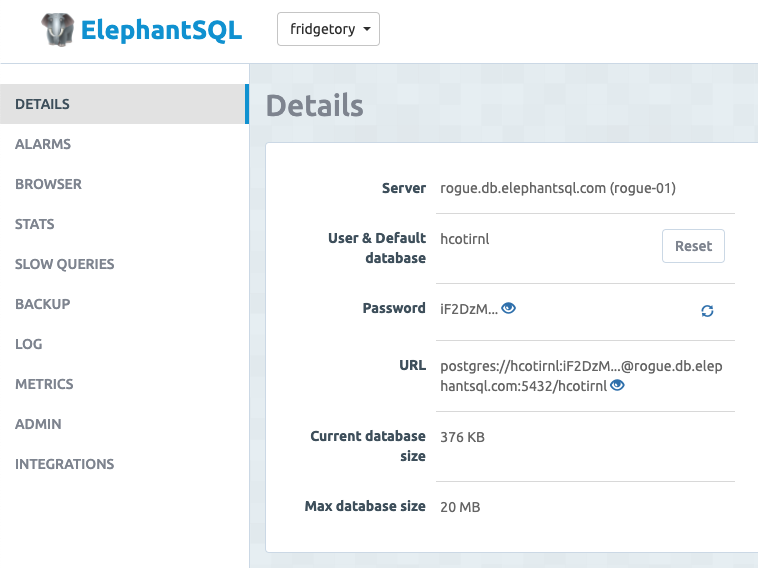 ElephantSQL
fridgetory
DETAILS
ALARMS
BROWSER
STATS
SLOW QUERIES
BACKUP
LOG
METRICS
ADMIN
INTEGRATIONS
Details
Server rogue.db.elephantsql.com (rogue-01)
User & Default
database
hcotirnl
Reset
Password iF2DzM...
URL postgres://hcotirnl:iF2DzM...@rogue.db.elep
hantsql.com:5432/hcotirnl
Current database
size
376 KB
Max database size 20 MB